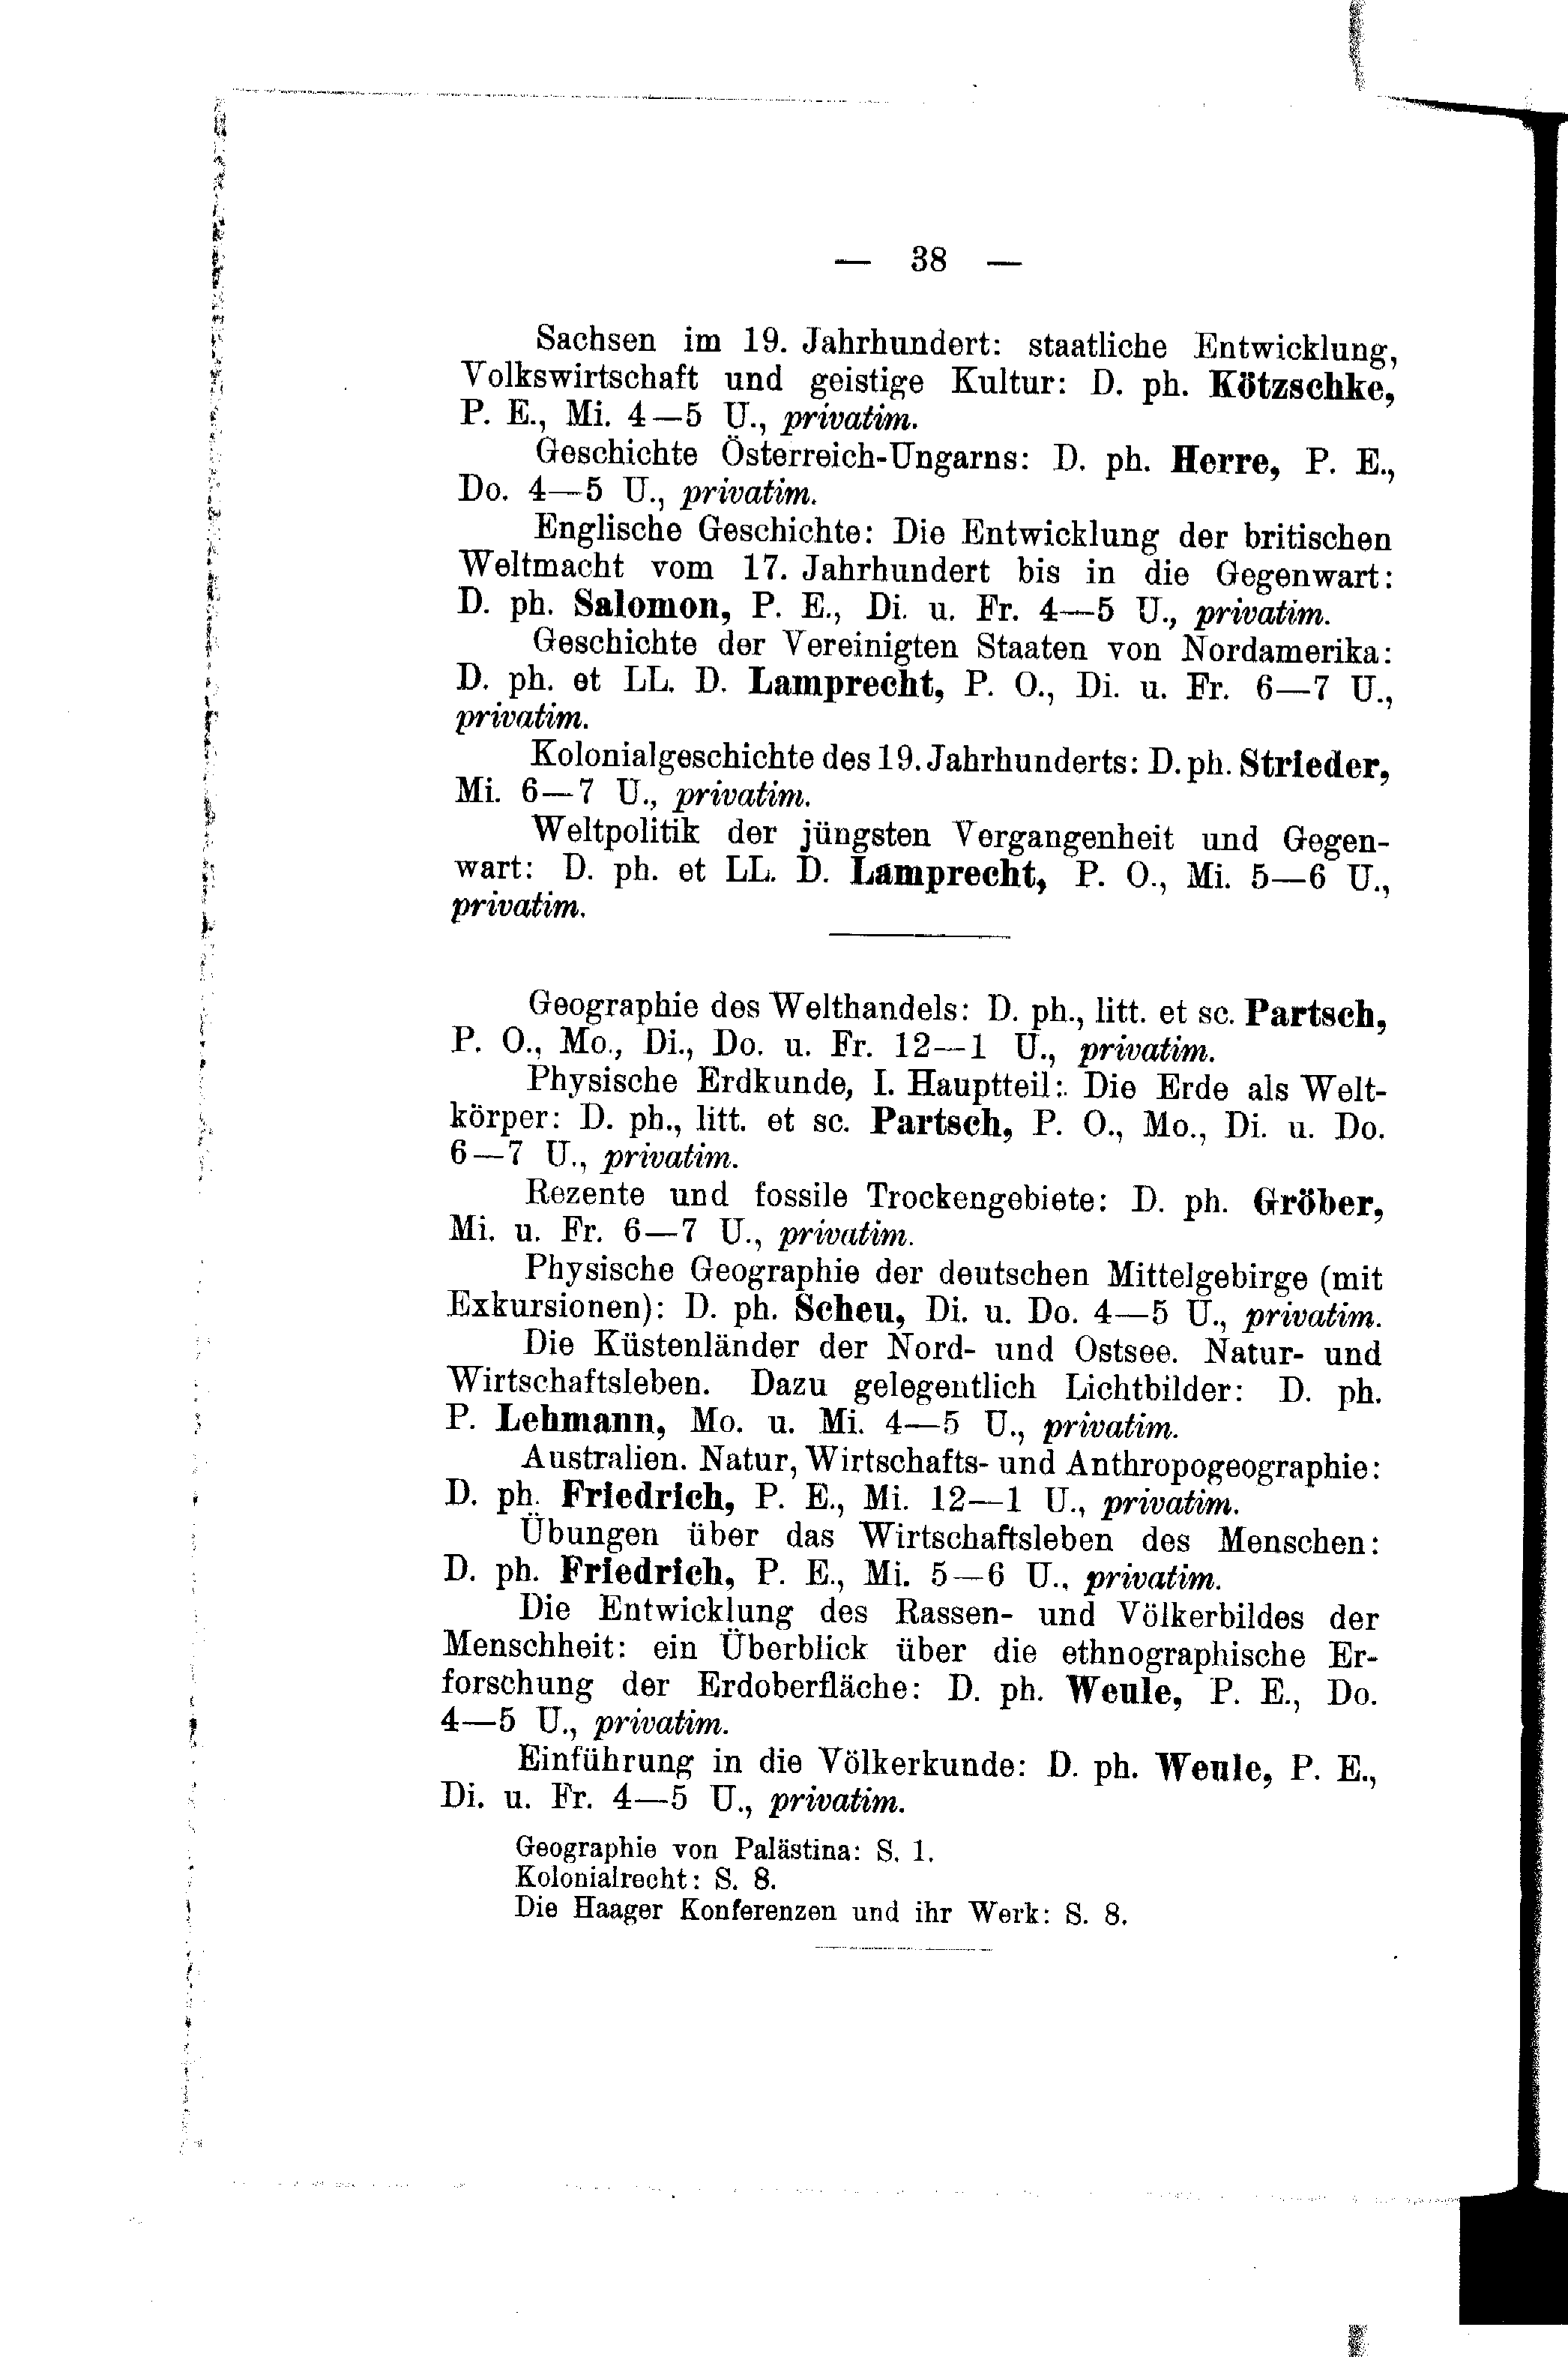 — 38 —
Sachsen im 19. Jahrhundert: staatliche Entwicklung,
Volkswirtschaft und geistige Kultur: D. ph. Kötzschke,
P. E., Mi. 4—5 U., privatim.
Geschichte Österreich-Ungarns: D. ph. Herre, P. E.,
Do. 4—5 U., privatim.
Englische Geschichte: Die Entwicklung der britischen
Weltmacht vom 17. Jahrhundert bis in die Gegenwart:
D. ph. Salomon, P. E., Di. u. Fr. 4—5 U., privatim.
Geschichte der Vereinigten Staaten von Nordamerika:
D. ph. et LL. D. Lamprecht, P. O., Di. u. Fr. 6—7 U.,
privatim.
Kolonialgeschichte des 19. Jahrhunderts: D. ph. Strieder,
Mi. 6—7 U., privatim.
Weltpolitik der jüngsten Vergangenheit und Gegen-
wart: D. ph. et LL. D. Lamprecht, P. O., Mi. 5—6 U.,
privatim.
Geographie des Welthandels: D. ph., litt. et sc. Partsch,
P. O., Mo., Di., Do. u. Fr. 12—1 U., privatim.
Physische Erdkunde, I. Hauptteil: Die Erde als Welt-
körper: D. ph., litt. et sc. Partsch, P. O., Mo., Di. u. Do.
6—7 U., privatim.
Rezente und fossile Trockengebiete: D. ph. Gröber,
Mi. u. Fr. 6—7 U., privatim.
Physische Geographie der deutschen Mittelgebirge (mit
Exkursionen): D. ph. Scheu, Di. u. Do. 4—5 U., privatim.
Die Küstenländer der Nord- und Ostsee. Natur- und
Wirtschaftsleben. Dazu gelegentlich Lichtbilder: D. ph.
P. Lehmann, Mo. u. Mi. 4—5 U., privatim.
Australien. Natur, Wirtschafts- und Anthropogeographie:
D. ph. Friedrich, P. E., Mi. 12—1 U., privatim.
Übungen über das Wirtschaftsleben des Menschen:
D. ph. Friedrich, P. E., Mi. 5—6 U., privatim.
Die Entwicklung des Rassen- und Völkerbildes der
Menschheit: ein Überblick über die ethnographische Er-
forschung der Erdoberfläche: D. ph. Weule, P. E., Do.
4—5 U., privatim.
Einführung in die Völkerkunde: D. ph. Weule, P. E.,
Di. u. Fr. 4—5 U., privatim.
Geographie von Palästina: S. 1.
Kolonialrecht: S. 8.
Die Haager Konferenzen und ihr Werk: S. 8.